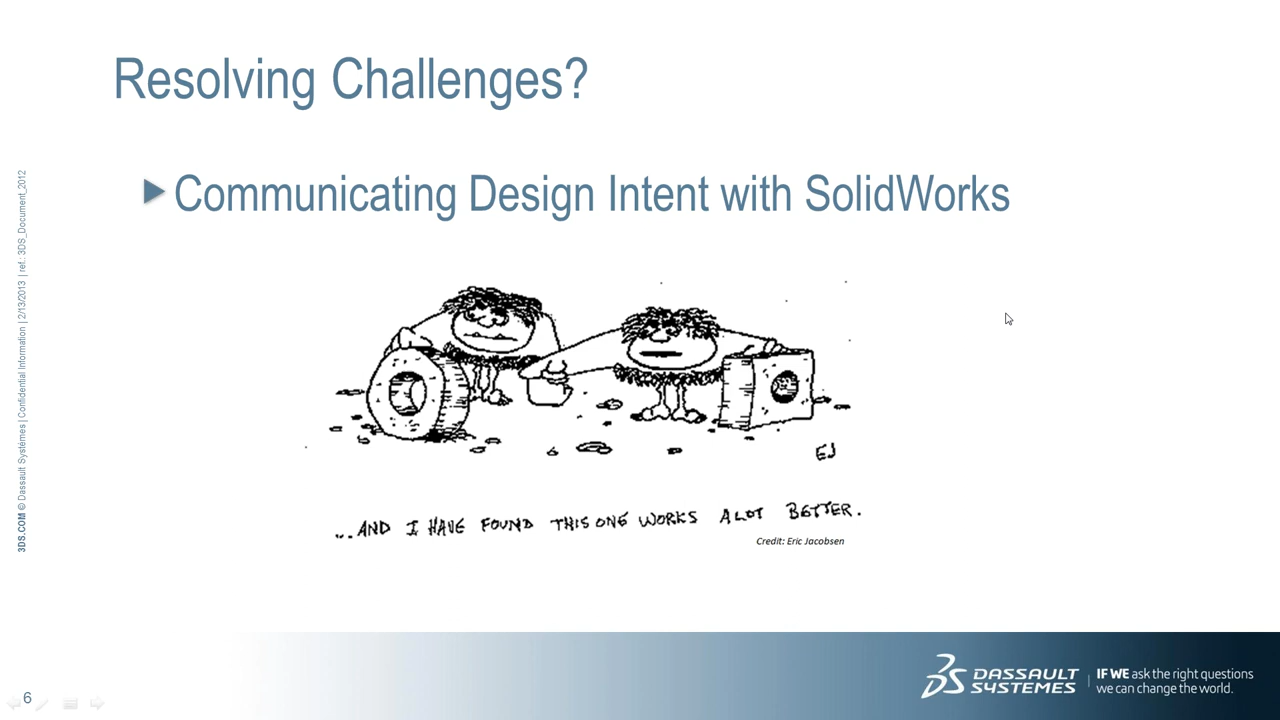 Resolving Challenges?
Communicating Design Intent with SolidWorks
EJ
...AND I HAVE FOUND THIS ONE WORKS A LOT BETTER.
Credit: Eric Jacobsen
3DS.COM © Dassault Systèmes | Confidential Information | 2/13/2013 | ref.: 3DS_Document_2012
6
DASSAULT
SYSTEMES
IF WE ask the right questions
we can change the world.